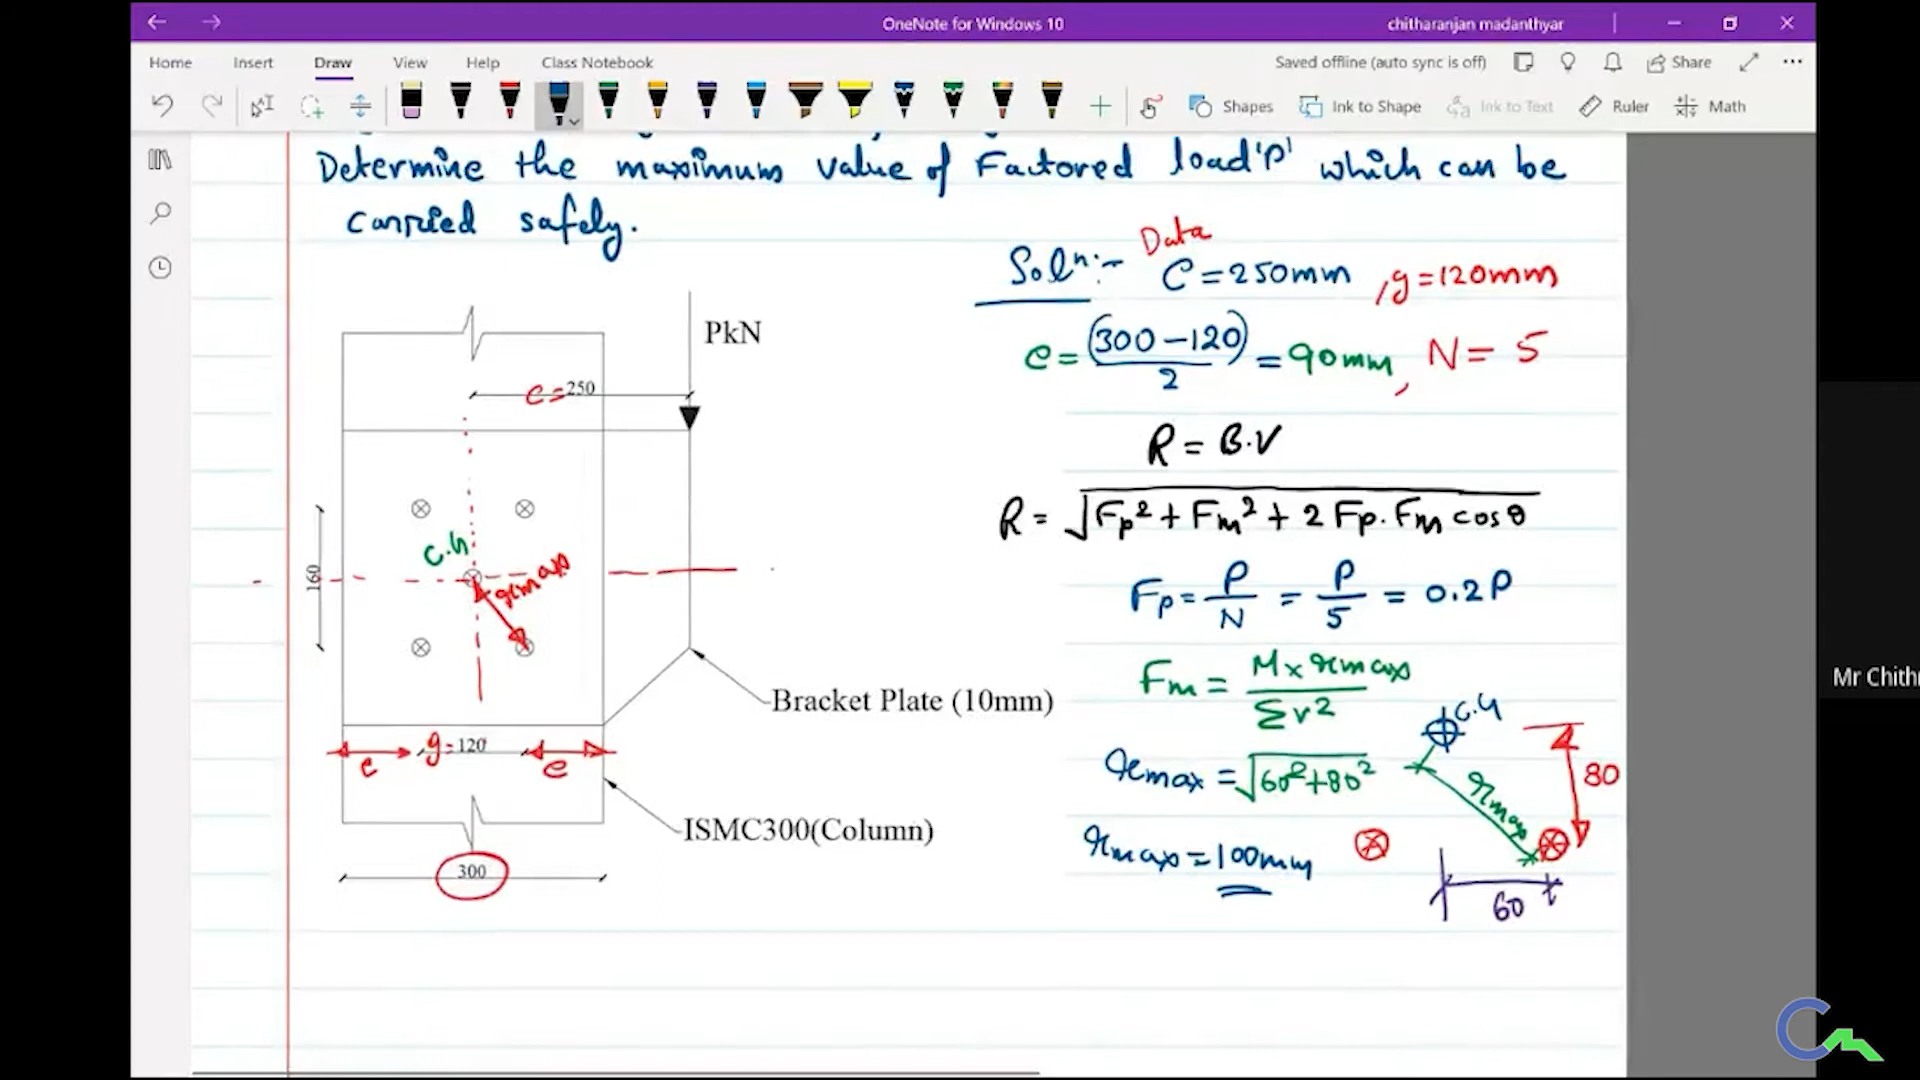 OneNote for Windows 10
chitharanjan madanthyar
Home Insert Draw View Help Class Notebook
Saved offline (auto sync is off)
Share
Shapes
Ink to Shape
Ink to Text
Ruler
Math
Determine the maximum value of Factored load 'P' which can be
carried safely.
Data
Solⁿ:- C=250mm, g=120mm
e = (300-120)/2 = 90mm, N = 5
R = B.V
R = √Fp²+Fm²+2Fp.Fm cosθ
Fp = P/N = P/5 = 0.2P
Fm = M×rmax/Σr²
rmax = √60²+80²
rmax = 100mm
PkN
e=250
160
C.G
rmax
Bracket Plate (10mm)
e g=120 e
ISMC300(Column)
300
C.G
80
rmax
60
Mr Chithr
CM